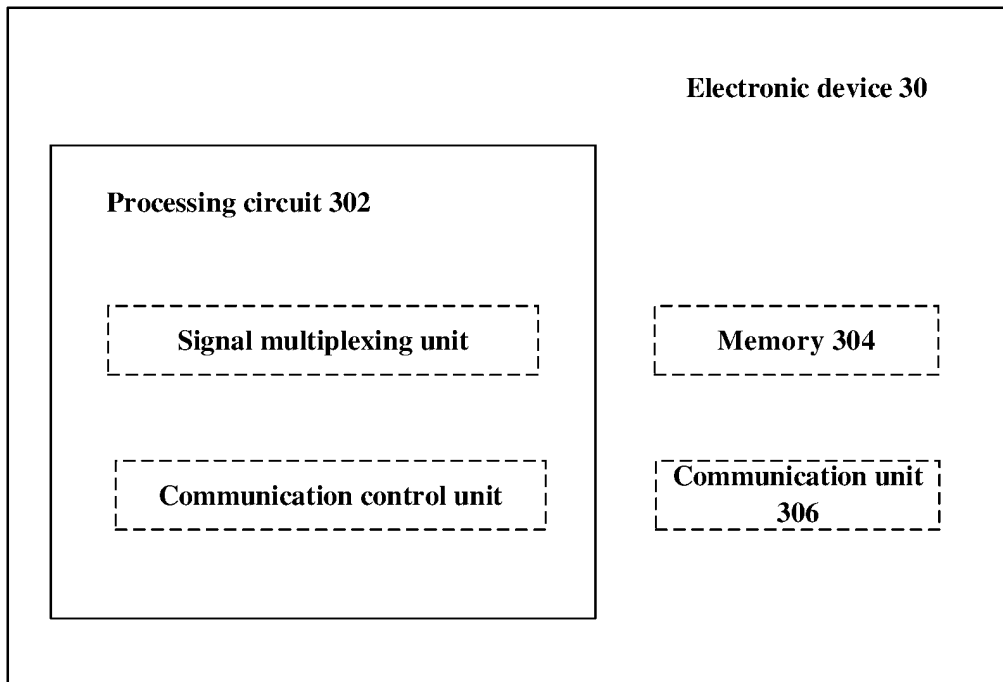 Electronic device 30
Processing circuit 302
Signal multiplexing unit
Memory 304
Communication control unit
Communication unit
306